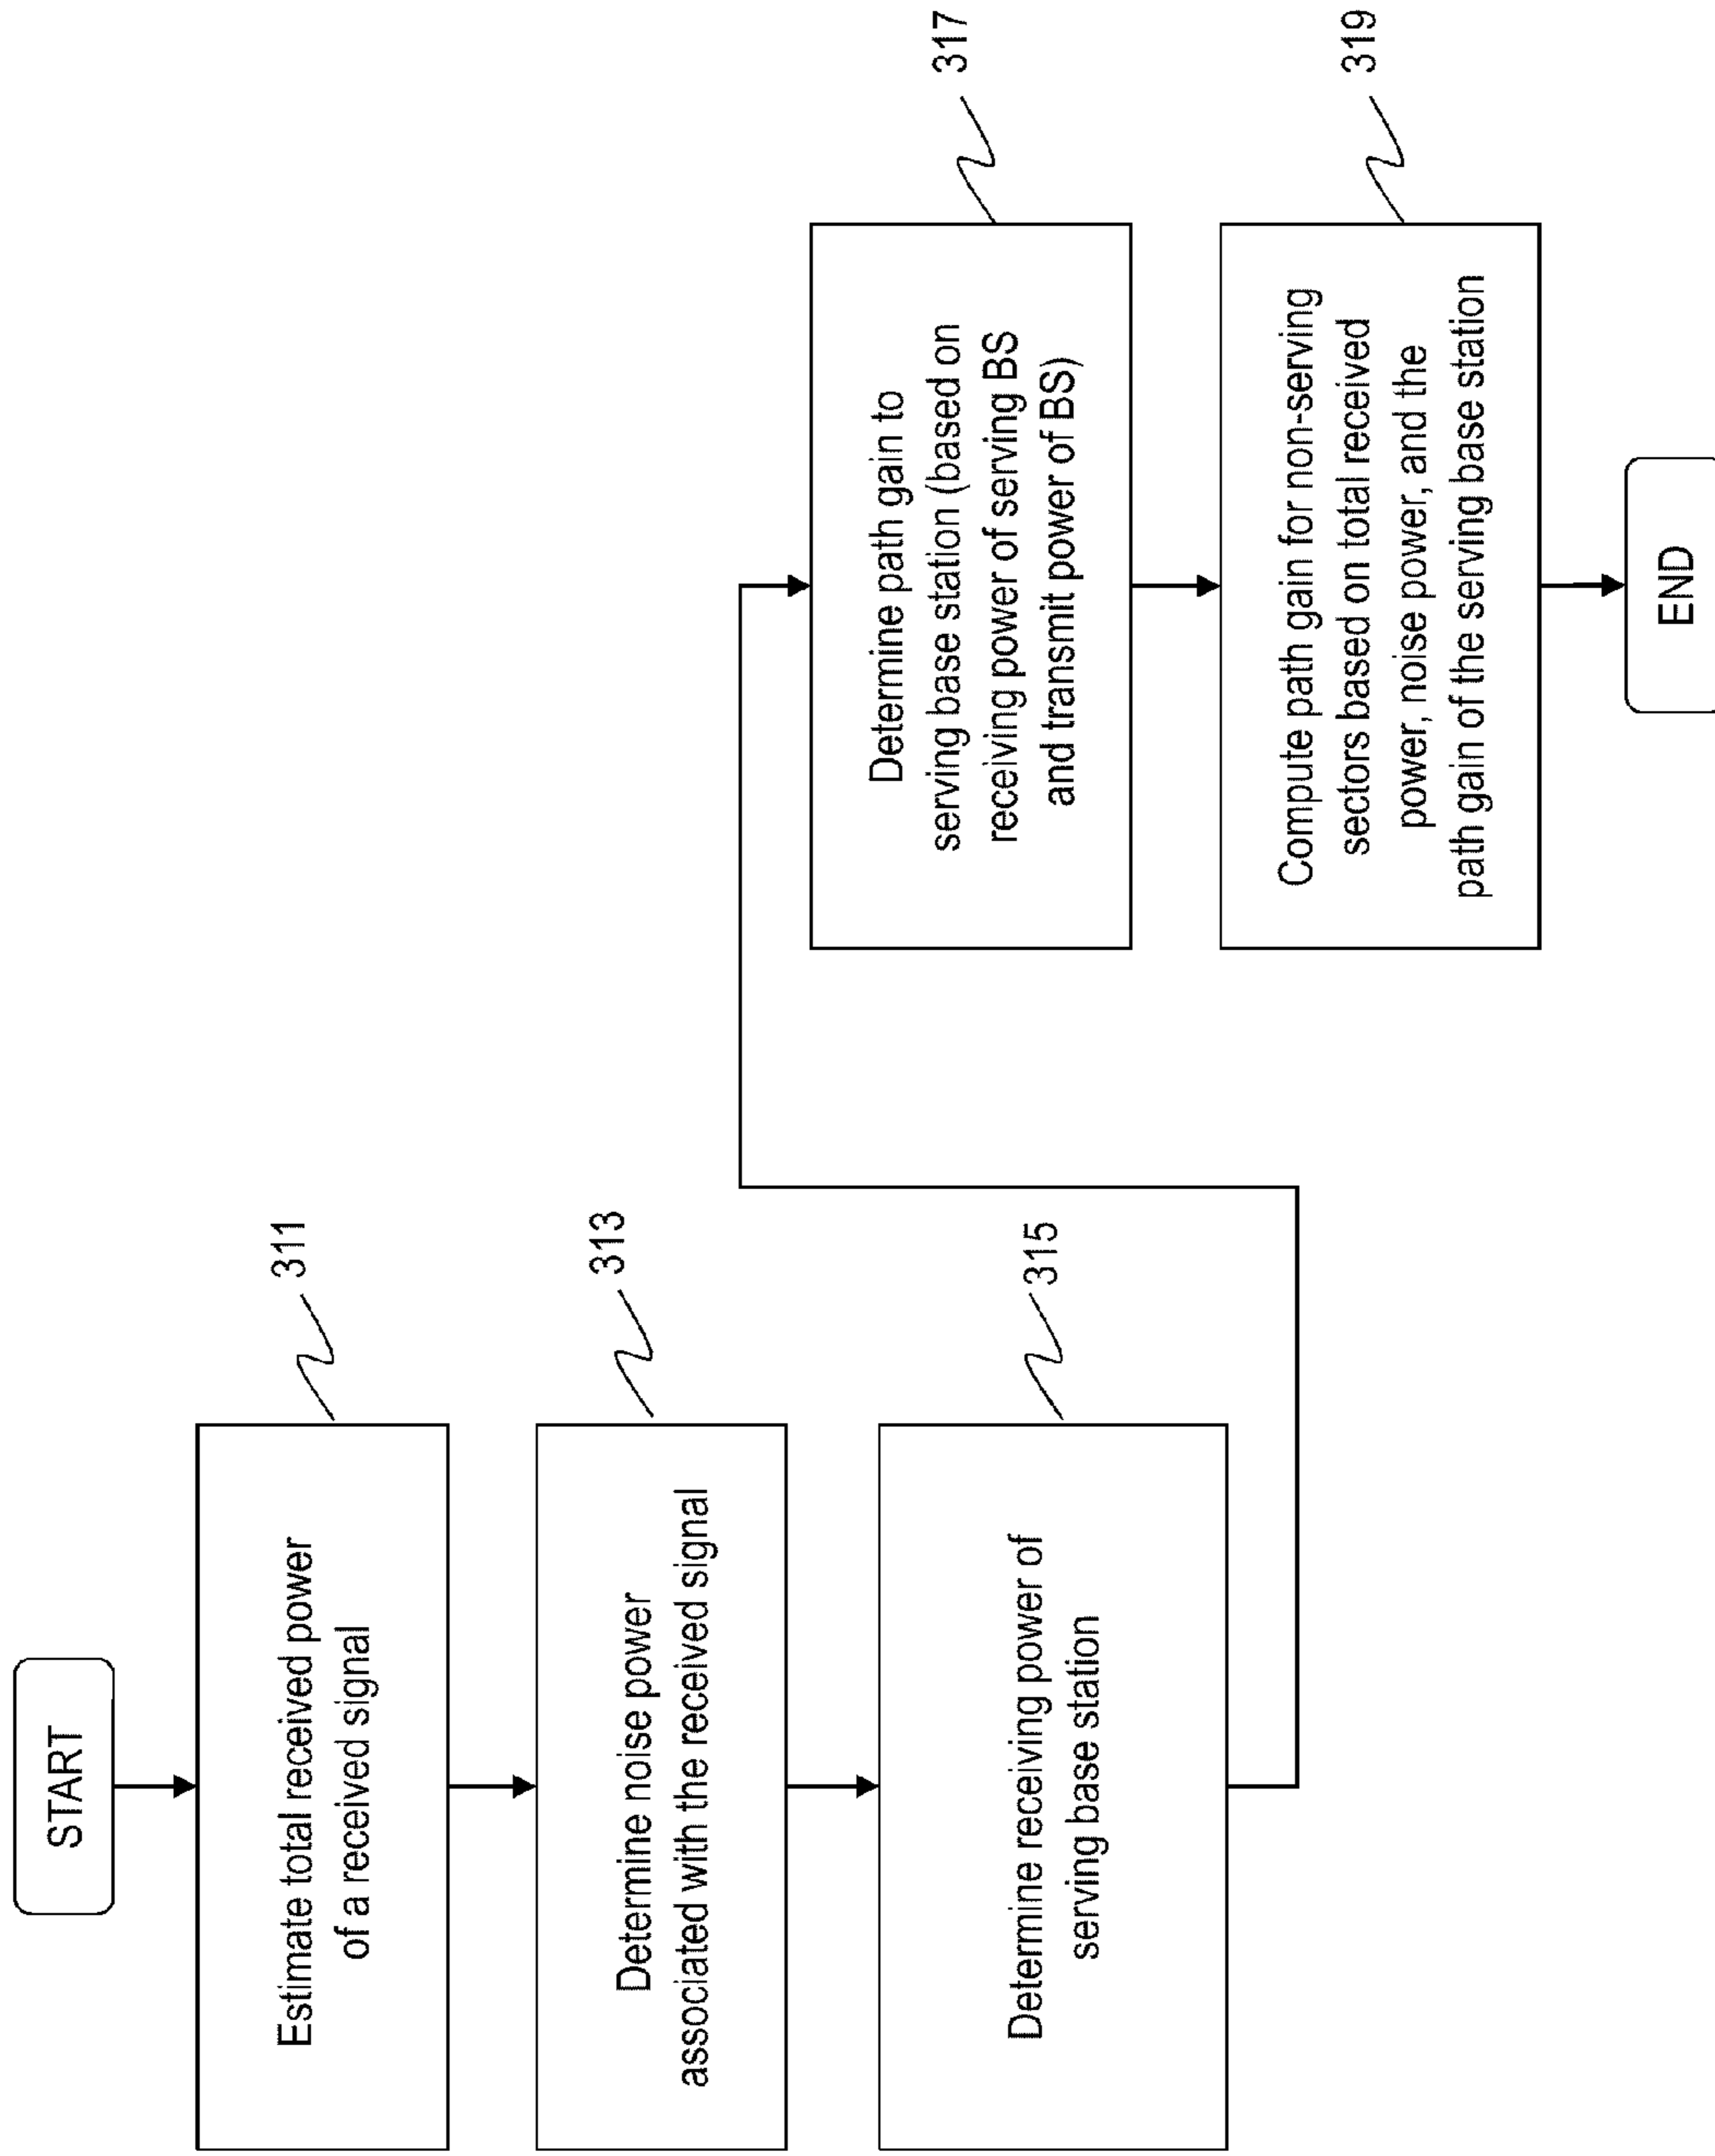 START
Estimate total received power
of a received signal
311
Determine noise power
associated with the received signal
313
Determine receiving power of
serving base station
315
Determine path gain to
serving base station (based on
receiving power of serving BS
and transmit power of BS)
317
Compute path gain for non-serving
sectors based on total received
power, noise power, and the
path gain of the serving base station
319
END